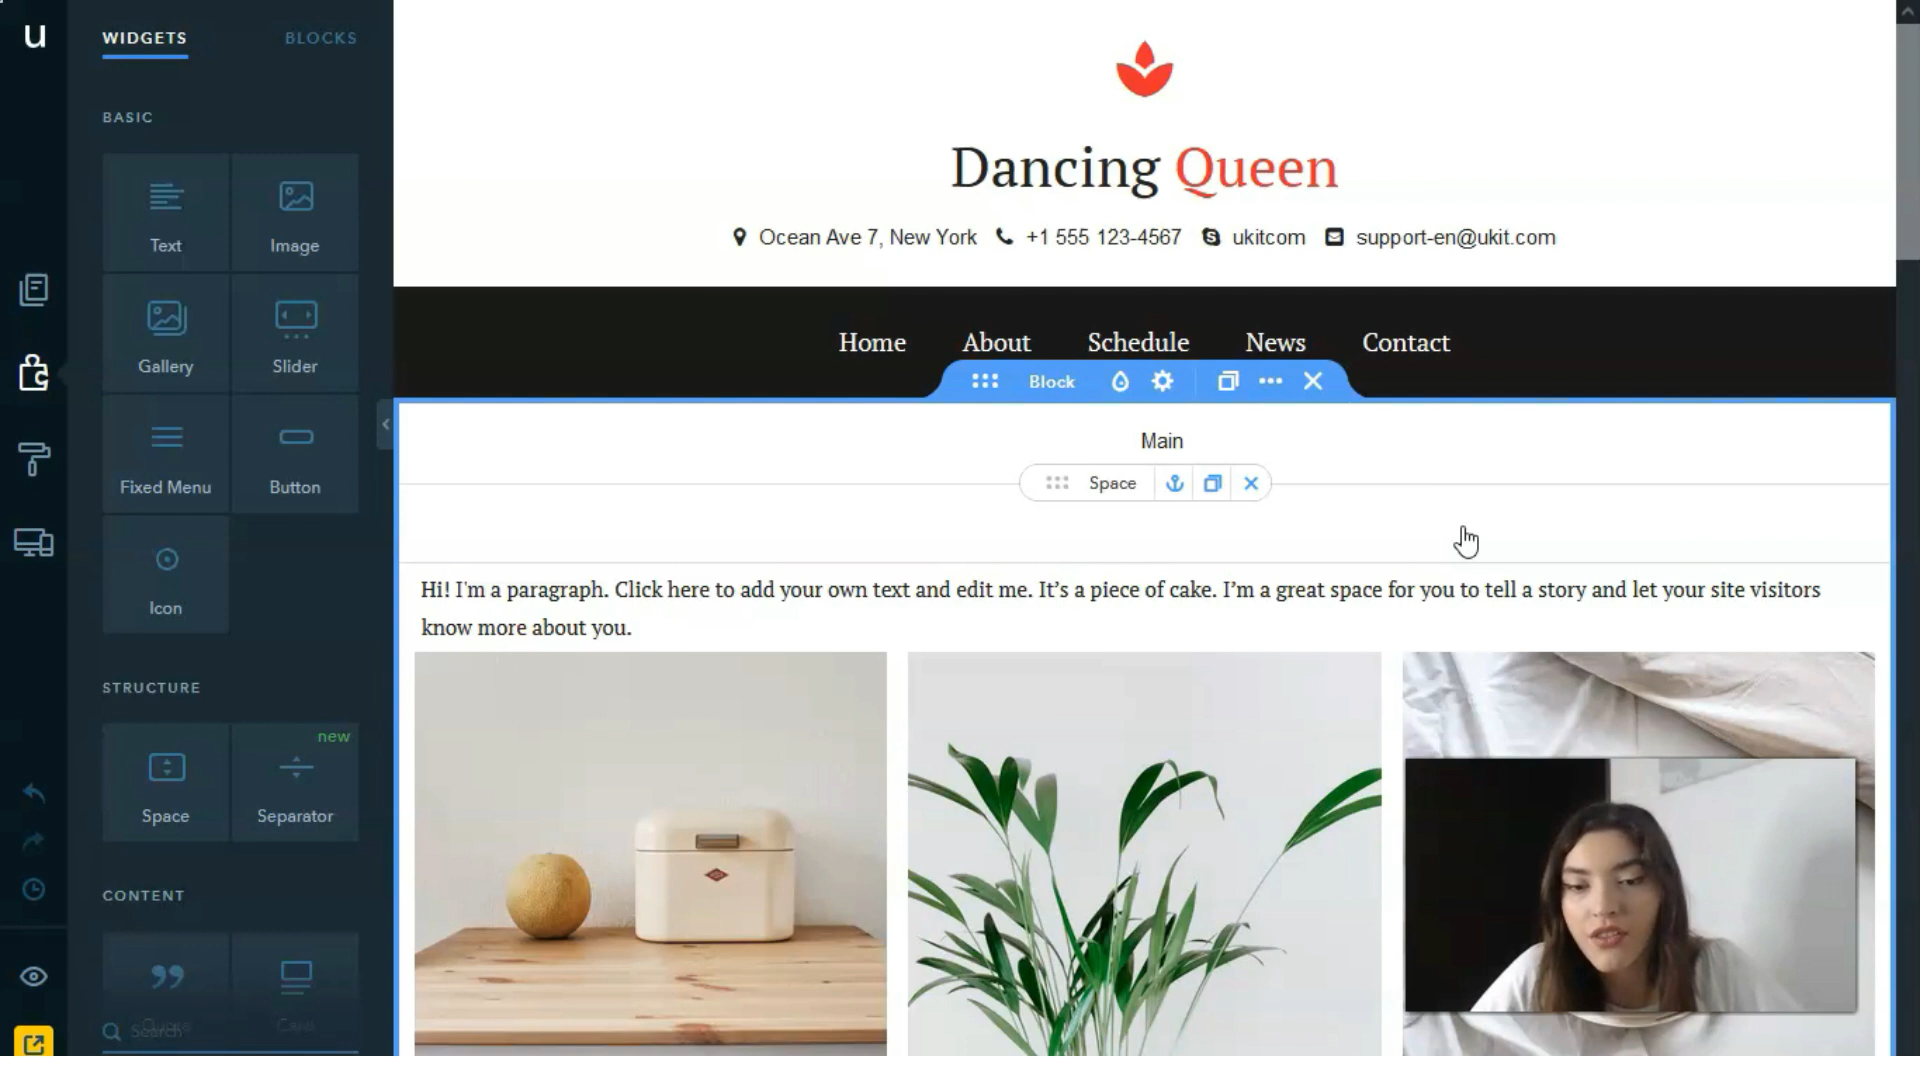 u
WIDGETS BLOCKS
BASIC
Text Image
Gallery Slider
Fixed Menu Button
Icon
STRUCTURE
new
Space Separator
CONTENT
Search
Dancing Queen
Ocean Ave 7, New York +1 555 123-4567 ukitcom support-en@ukit.com
Home About Schedule News Contact
Block
Main
Space
Hi! I'm a paragraph. Click here to add your own text and edit me. It’s a piece of cake. I’m a great space for you to tell a story and let your site visitors
know more about you.